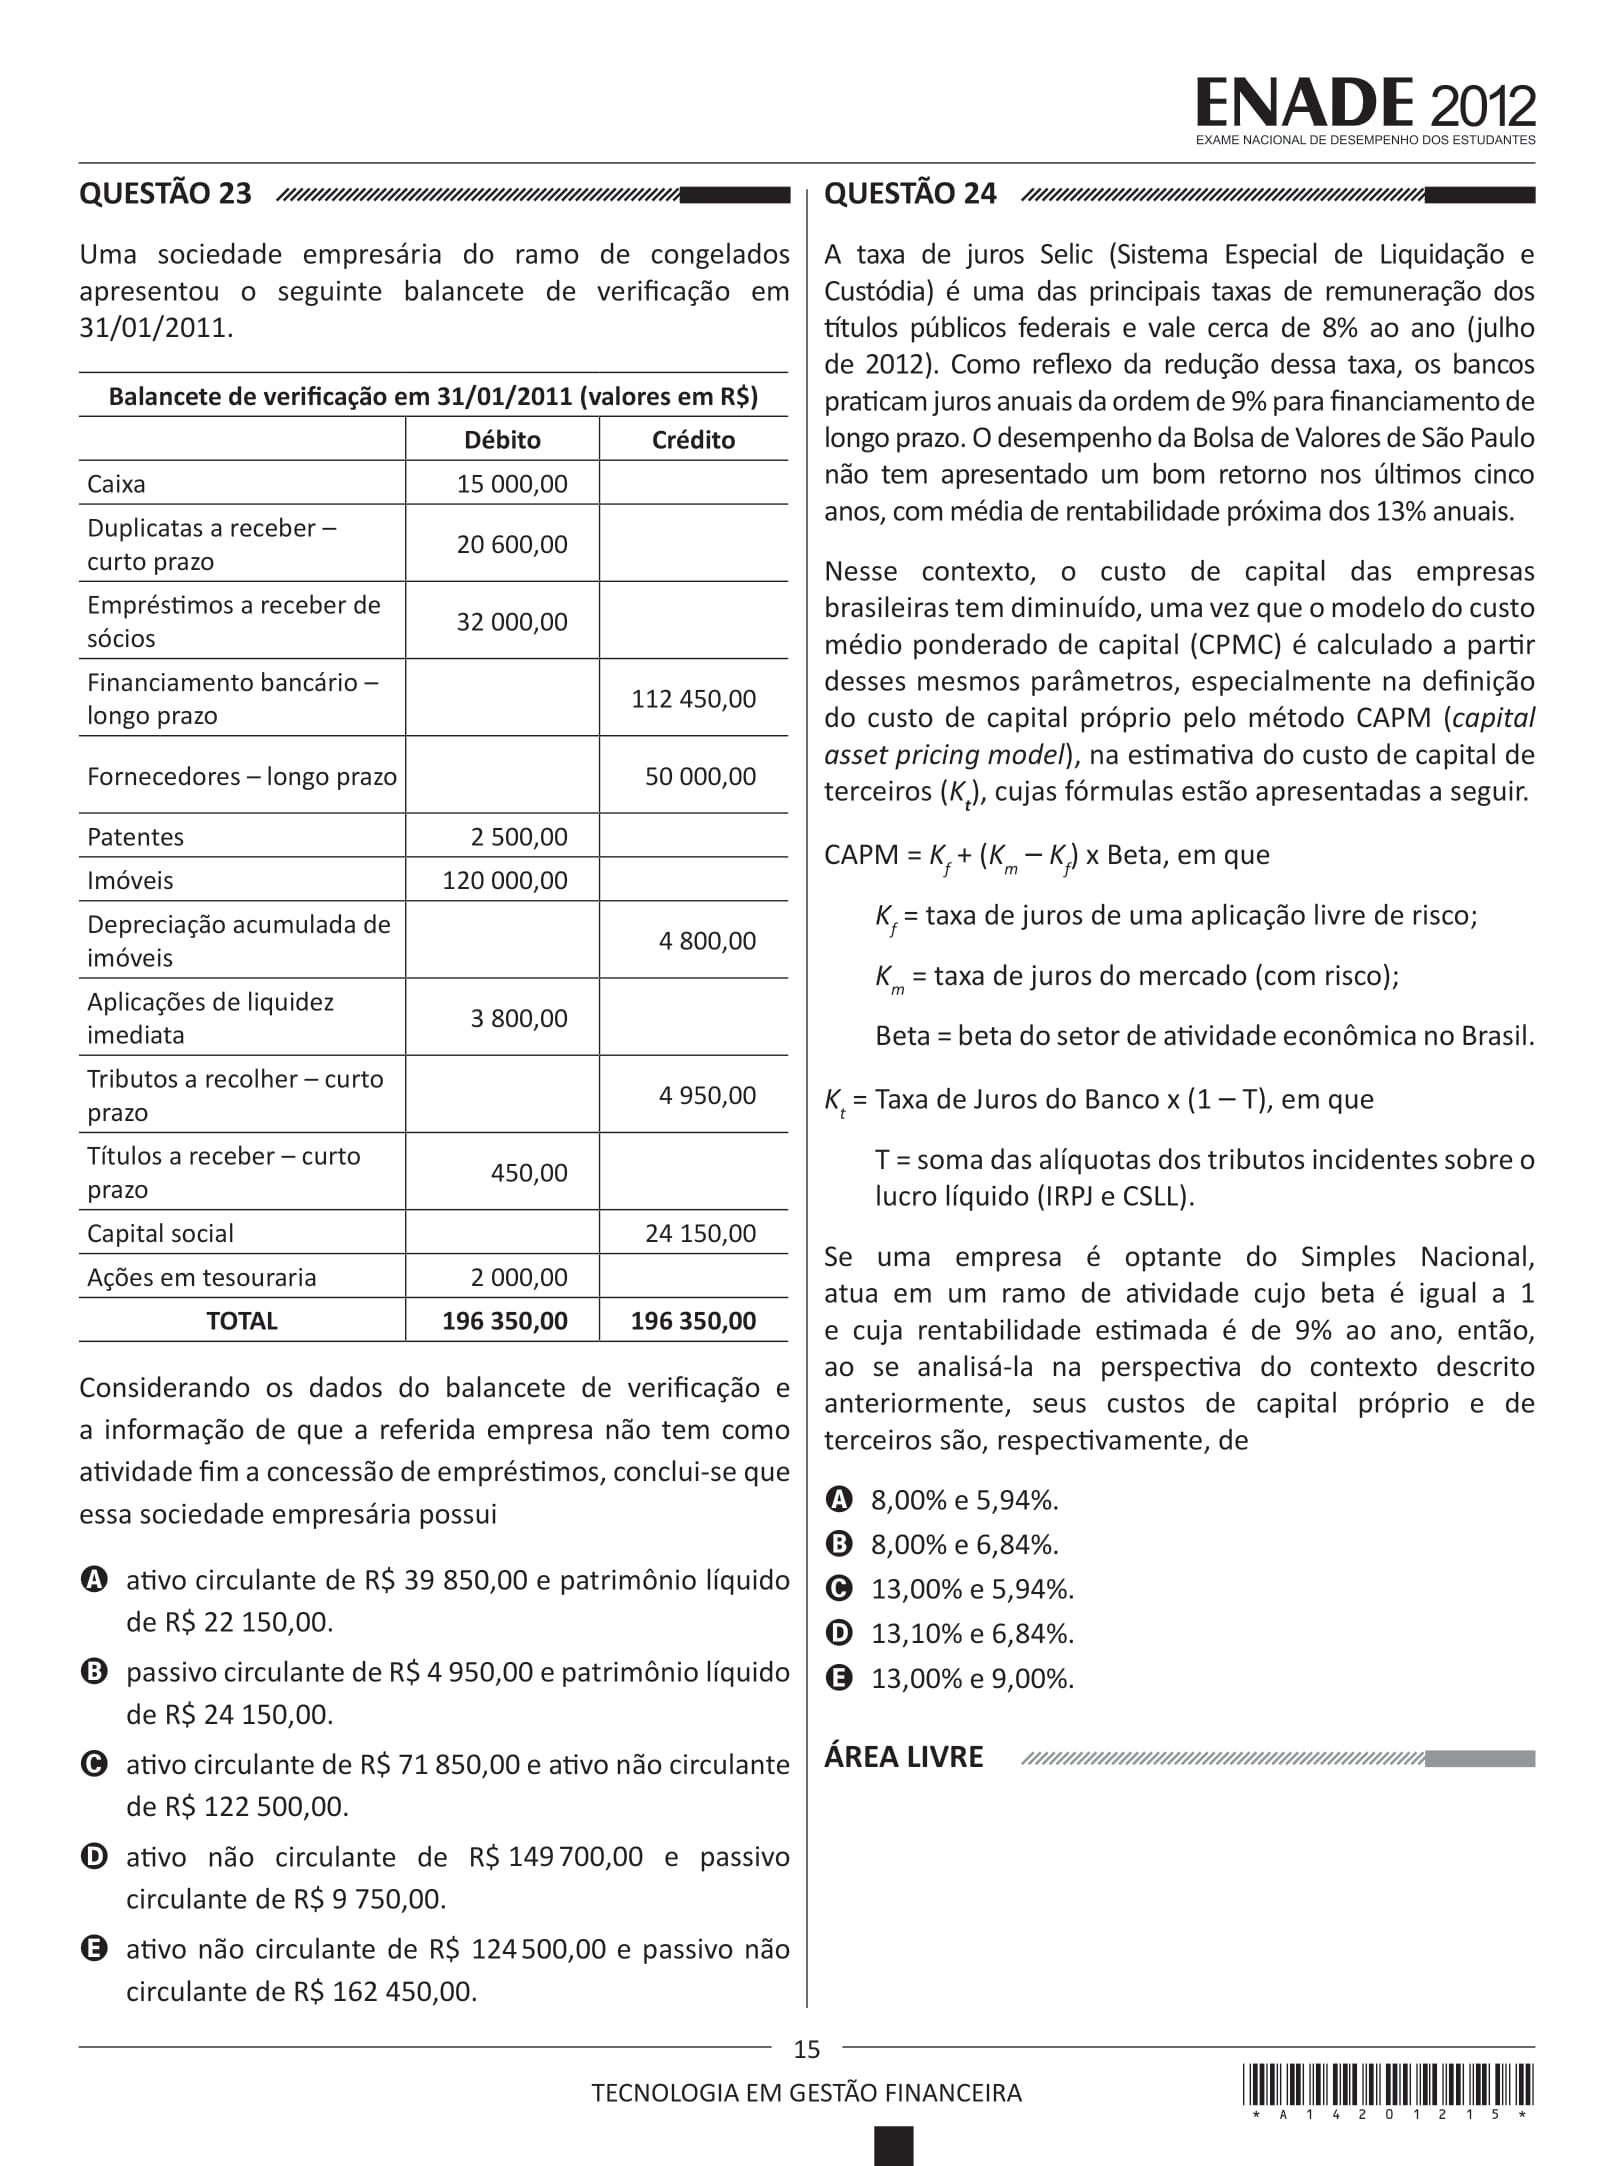 ENADE 2012
EXAME NACIONAL DE DESEMPENHO DOS ESTUDANTES
QUESTÃO 23
Uma sociedade empresária do ramo de congelados
apresentou o seguinte balancete de verificação em
31/01/2011.
Balancete de verificação em 31/01/2011 (valores em R$)
Débito Crédito
Caixa 15 000,00
Duplicatas a receber –
curto prazo 20 600,00
Empréstimos a receber de
sócios 32 000,00
Financiamento bancário –
longo prazo 112 450,00
Fornecedores – longo prazo 50 000,00
Patentes 2 500,00
Imóveis 120 000,00
Depreciação acumulada de
imóveis 4 800,00
Aplicações de liquidez
imediata 3 800,00
Tributos a recolher – curto
prazo 4 950,00
Títulos a receber – curto
prazo 450,00
Capital social 24 150,00
Ações em tesouraria 2 000,00
TOTAL 196 350,00 196 350,00
Considerando os dados do balancete de verificação e
a informação de que a referida empresa não tem como
atividade fim a concessão de empréstimos, conclui-se que
essa sociedade empresária possui
A ativo circulante de R$ 39 850,00 e patrimônio líquido
de R$ 22 150,00.
B passivo circulante de R$ 4 950,00 e patrimônio líquido
de R$ 24 150,00.
C ativo circulante de R$ 71 850,00 e ativo não circulante
de R$ 122 500,00.
D ativo não circulante de R$ 149 700,00 e passivo
circulante de R$ 9 750,00.
E ativo não circulante de R$ 124 500,00 e passivo não
circulante de R$ 162 450,00.
QUESTÃO 24
A taxa de juros Selic (Sistema Especial de Liquidação e
Custódia) é uma das principais taxas de remuneração dos
títulos públicos federais e vale cerca de 8% ao ano (julho
de 2012). Como reflexo da redução dessa taxa, os bancos
praticam juros anuais da ordem de 9% para financiamento de
longo prazo. O desempenho da Bolsa de Valores de São Paulo
não tem apresentado um bom retorno nos últimos cinco
anos, com média de rentabilidade próxima dos 13% anuais.
Nesse contexto, o custo de capital das empresas
brasileiras tem diminuído, uma vez que o modelo do custo
médio ponderado de capital (CPMC) é calculado a partir
desses mesmos parâmetros, especialmente na definição
do custo de capital próprio pelo método CAPM (capital
asset pricing model), na estimativa do custo de capital de
terceiros (Kt), cujas fórmulas estão apresentadas a seguir.
CAPM = Kf + (Km – Kf) x Beta, em que
Kf = taxa de juros de uma aplicação livre de risco;
Km = taxa de juros do mercado (com risco);
Beta = beta do setor de atividade econômica no Brasil.
Kt = Taxa de Juros do Banco x (1 – T), em que
T = soma das alíquotas dos tributos incidentes sobre o
lucro líquido (IRPJ e CSLL).
Se uma empresa é optante do Simples Nacional,
atua em um ramo de atividade cujo beta é igual a 1
e cuja rentabilidade estimada é de 9% ao ano, então,
ao se analisá-la na perspectiva do contexto descrito
anteriormente, seus custos de capital próprio e de
terceiros são, respectivamente, de
A 8,00% e 5,94%.
B 8,00% e 6,84%.
C 13,00% e 5,94%.
D 13,10% e 6,84%.
E 13,00% e 9,00%.
ÁREA LIVRE
15
TECNOLOGIA EM GESTÃO FINANCEIRA
* A 1 4 2 0 1 2 1 5 *